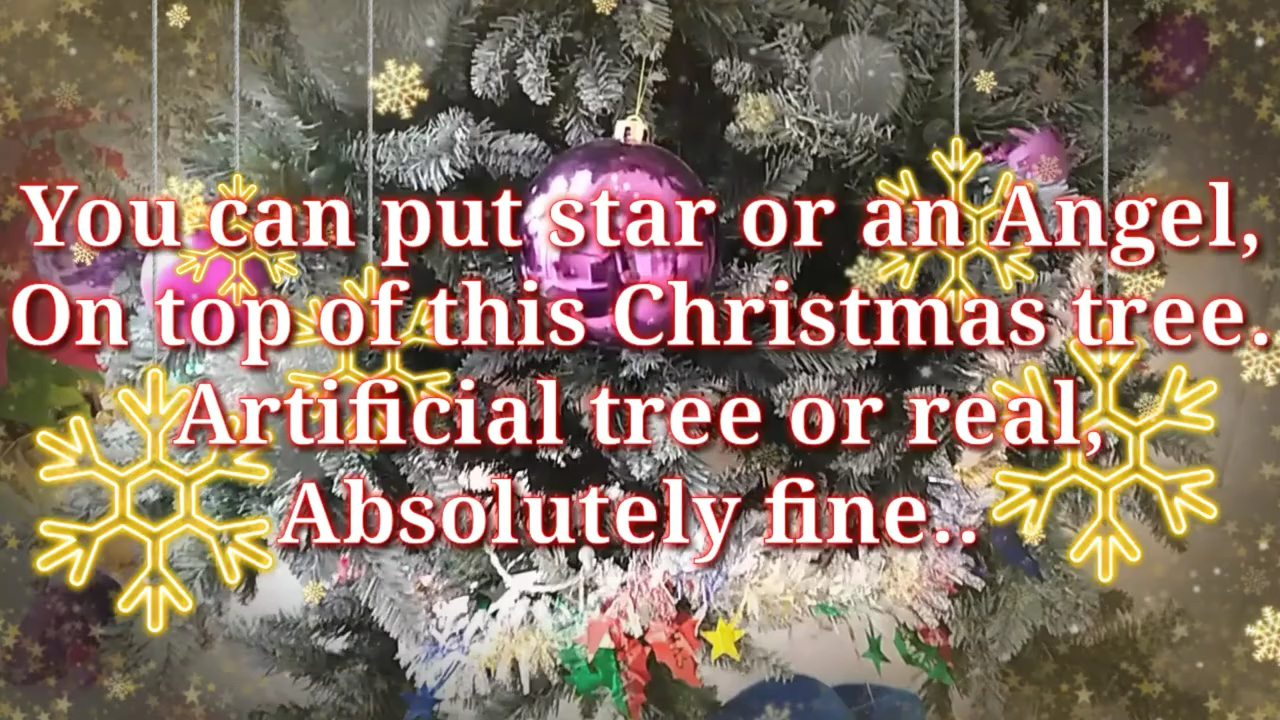 You can put star or an Angel,
On top of this Christmas tree.
Artificial tree or real,
Absolutely fine..